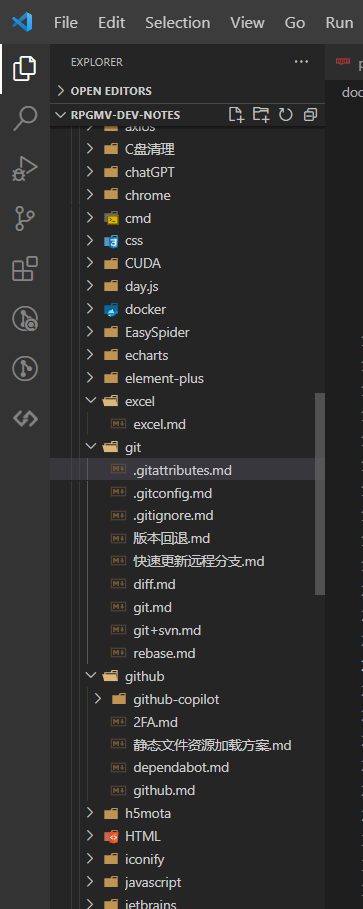 File Edit Selection View Go Run
EXPLORER
OPEN EDITORS
RPGMV-DEV-NOTES
doc
axios
C盘清理
chatGPT
chrome
cmd
css
CUDA
day.js
docker
EasySpider
echarts
element-plus
excel
excel.md
git
.gitattributes.md
.gitconfig.md
.gitignore.md
版本回退.md
快速更新远程分支.md
diff.md
git.md
git+svn.md
rebase.md
github
github-copilot
2FA.md
静态文件资源加载方案.md
dependabot.md
github.md
h5mota
HTML
iconify
javascript
jetbrains